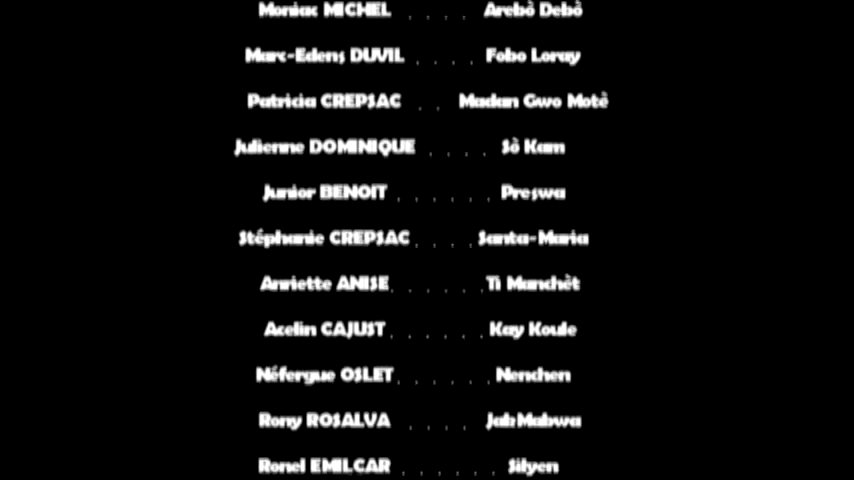 Moniac MICHEL . . . . Arebò Debò
Marc-Edens DUVIL . . . . Fobo Loray
Patricia CREPSAC . . Madan Gwo Motè
Julienne DOMINIQUE . . . . Sò Kam
Junior BENOIT . . . . . . Preswa
Stéphanie CREPSAC . . . . Santa-Maria
Anriette ANISE . . . . . . Ti Manchèt
Acelin CAJUST . . . . . . Kay Koule
Néfergue OSLET . . . . . . Nenchen
Rony ROSALVA . . . . Jab Mabwa
Ronel EMILCAR . . . . . . Silyen